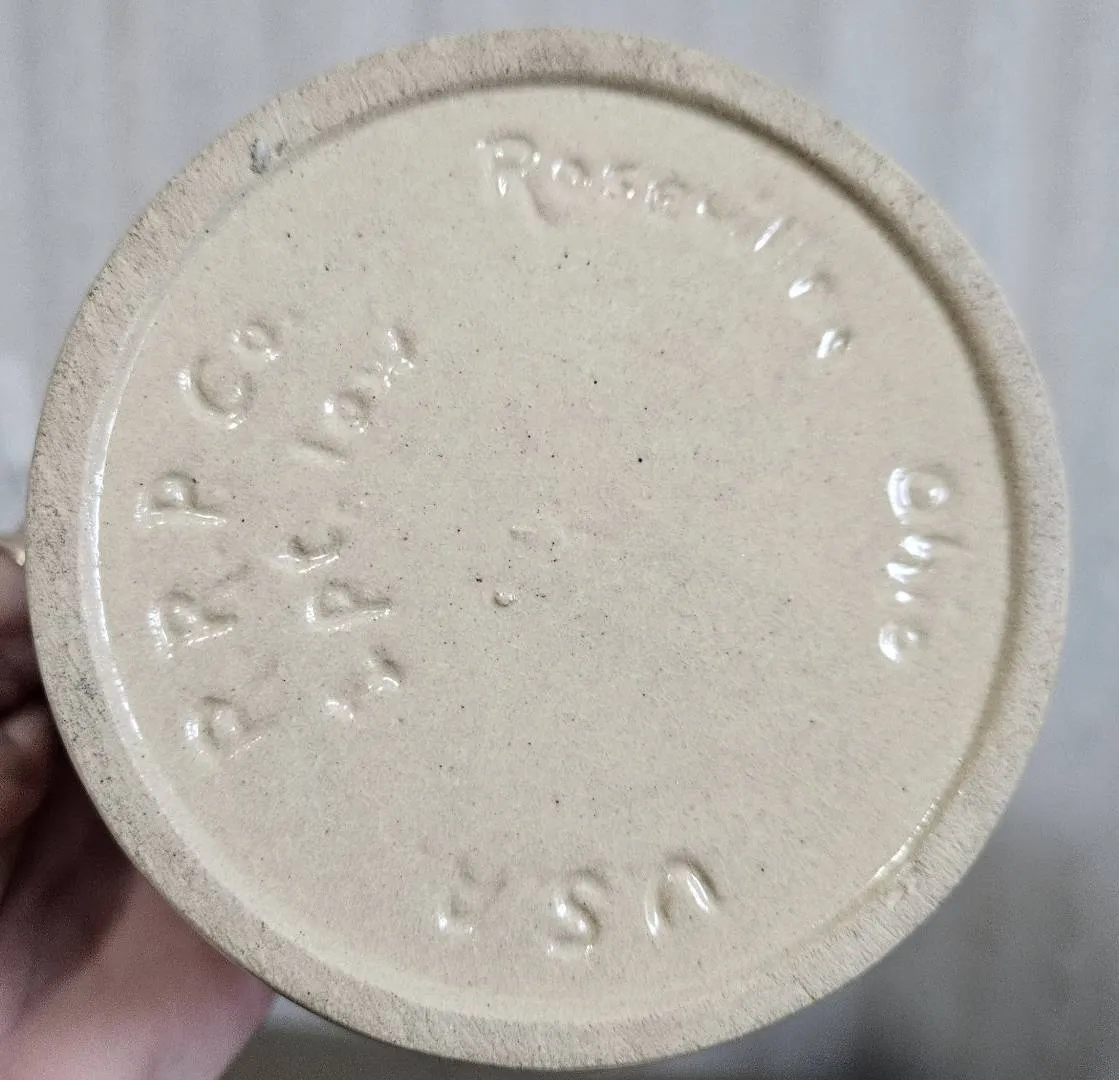 Roseville
Ohio
USA
R. R. P Co.